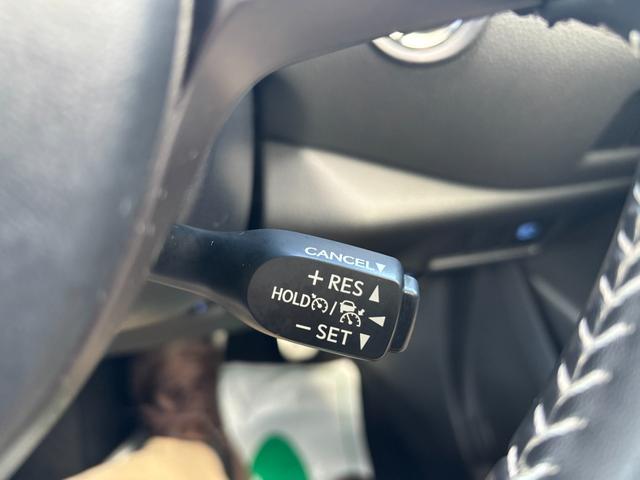 CANCEL▼
+ RES ▲
HOLD / ◄
− SET ▼